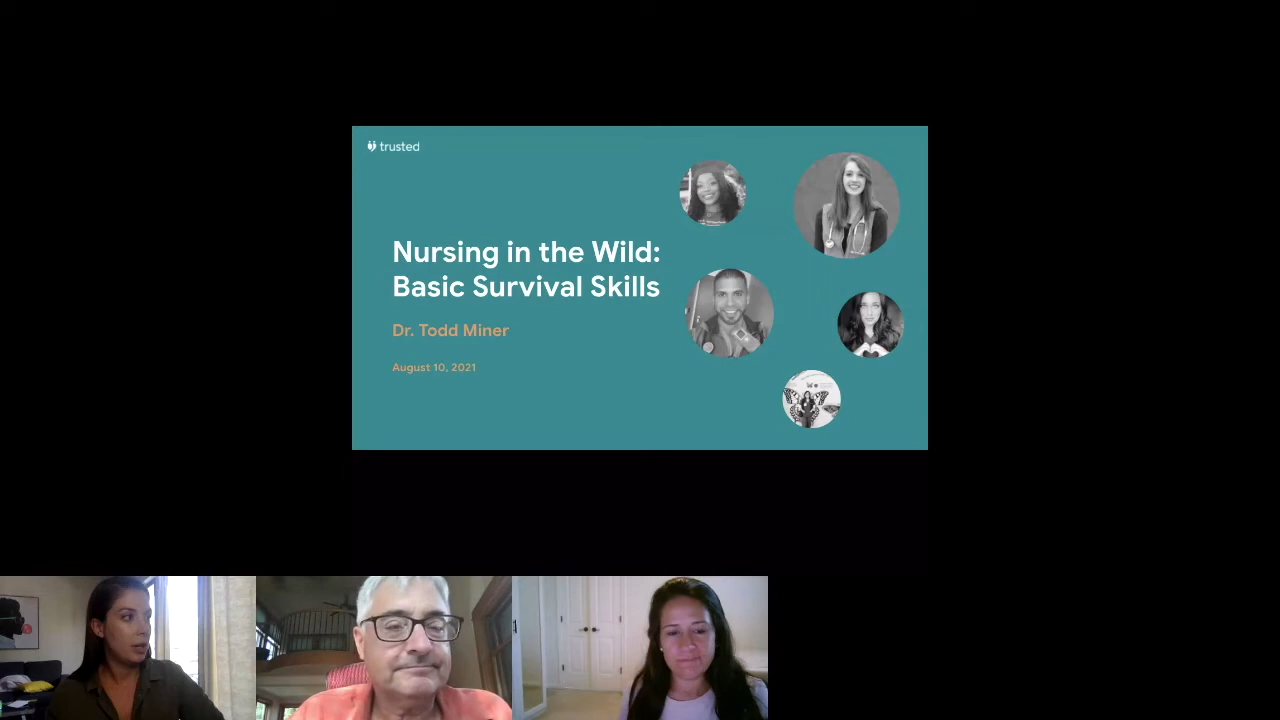 trusted
Nursing in the Wild:
Basic Survival Skills
Dr. Todd Miner
August 10, 2021